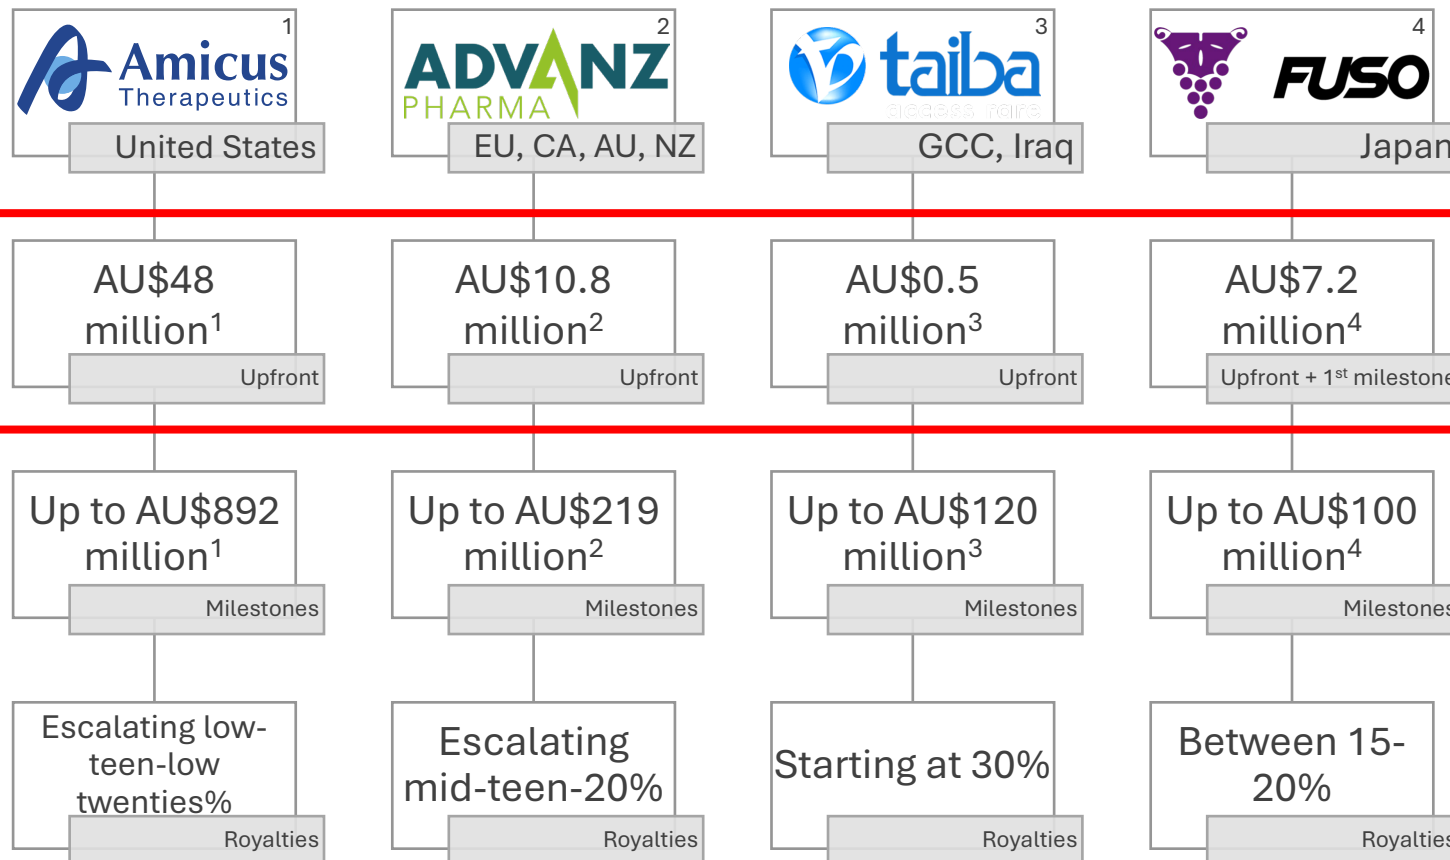 1
Amicus
Therapeutics
United States
2
ADVANZ
PHARMA
EU, CA, AU, NZ
3
taiba
access rare
GCC, Iraq
4
FUSO
Japan
AU$48
million¹
Upfront
AU$10.8
million²
Upfront
AU$0.5
million³
Upfront
AU$7.2
million⁴
Upfront + 1ˢᵗ milestone
Up to AU$892
million¹
Milestones
Up to AU$219
million²
Milestones
Up to AU$120
million³
Milestones
Up to AU$100
million⁴
Milestones
Escalating low-
teen-low
twenties%
Royalties
Escalating
mid-teen-20%
Royalties
Starting at 30%
Royalties
Between 15-
20%
Royalties